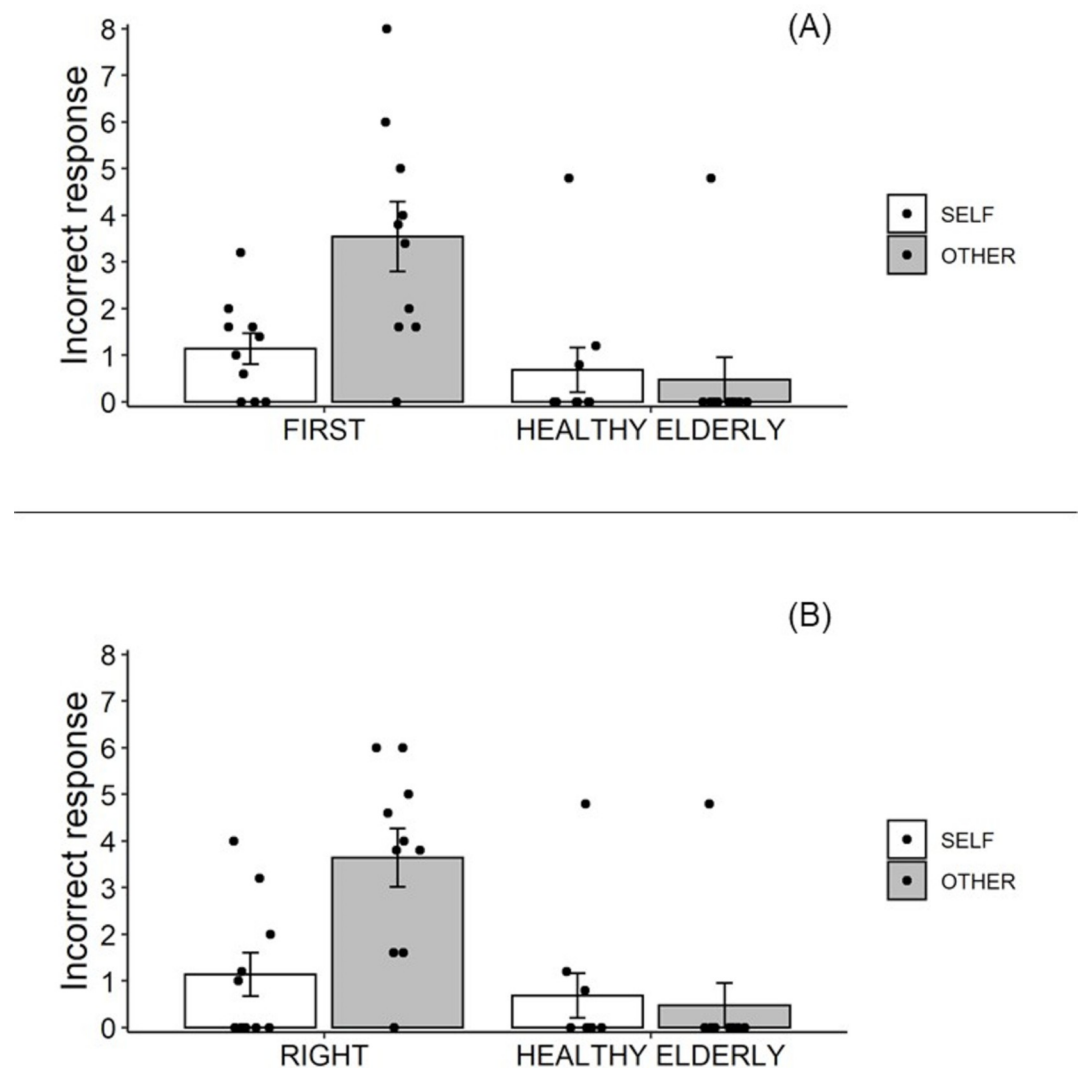 (A)
8
7
6
5
4
3
2
1
0
Incorrect response
FIRST
HEALTHY ELDERLY
SELF
OTHER
(B)
8
7
6
5
4
3
2
1
0
Incorrect response
RIGHT
HEALTHY ELDERLY
SELF
OTHER